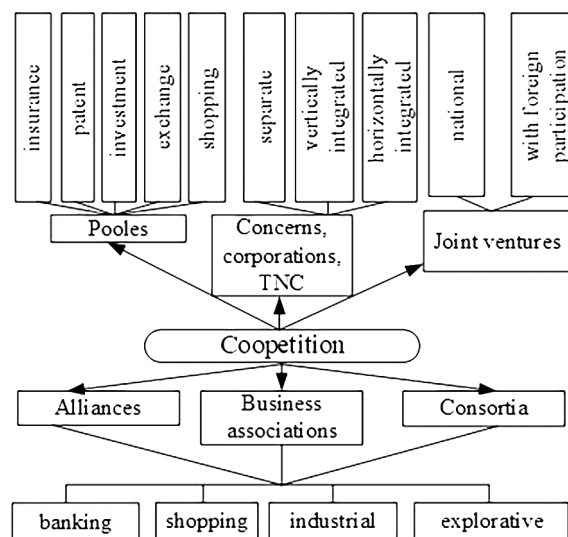 insurance
patent
investment
exchange
shopping
separate
vertically
integrated
horizontally
integrated
national
with foreign
participation
Pooles
Concerns,
corporations,
TNC
Joint ventures
Coopetition
Alliances
Business
associations
Consortia
banking
shopping
industrial
explorative